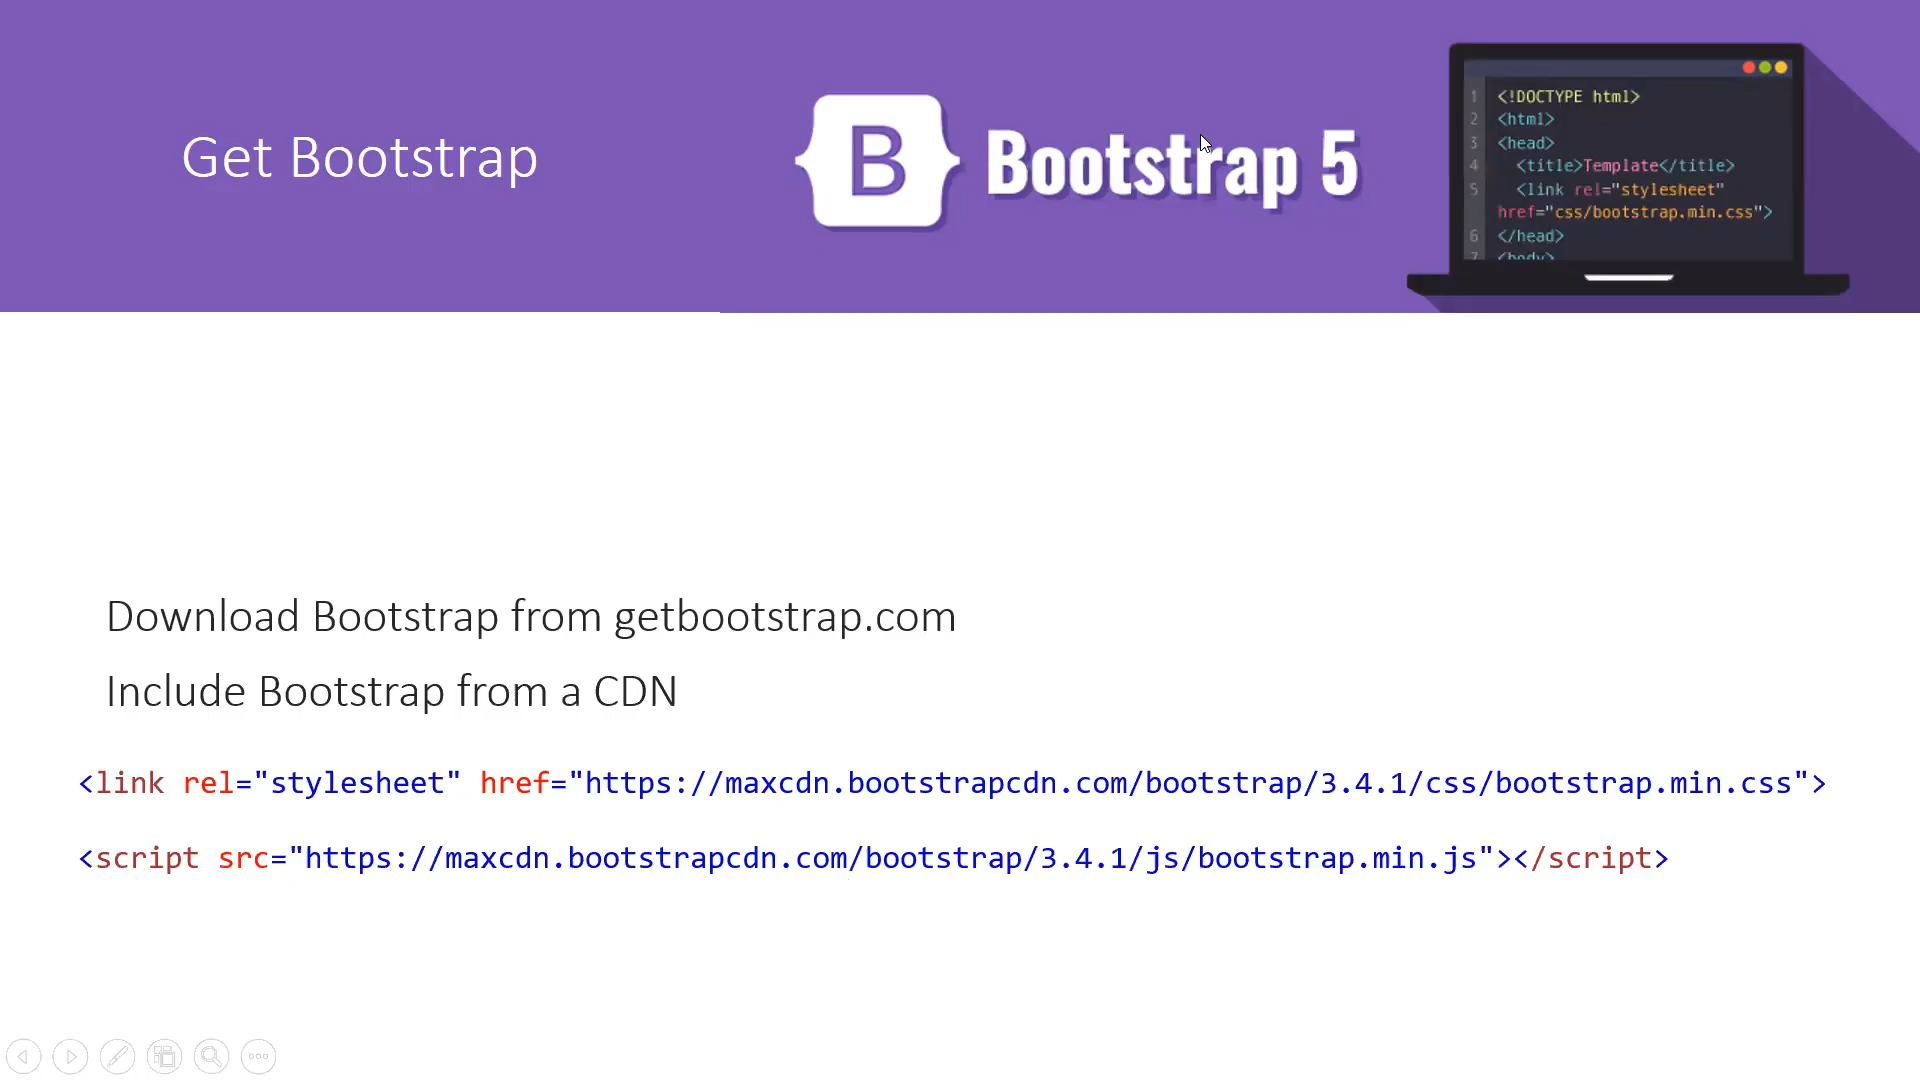 Get Bootstrap
B
Bootstrap 5
1 <!DOCTYPE html>
2 <html>
3 <head>
4 <title>Template</title>
5 <link rel="stylesheet"
href="css/bootstrap.min.css">
6 </head>
7 <body>
Download Bootstrap from getbootstrap.com
Include Bootstrap from a CDN
<link rel="stylesheet" href="https://maxcdn.bootstrapcdn.com/bootstrap/3.4.1/css/bootstrap.min.css">
<script src="https://maxcdn.bootstrapcdn.com/bootstrap/3.4.1/js/bootstrap.min.js"></script>